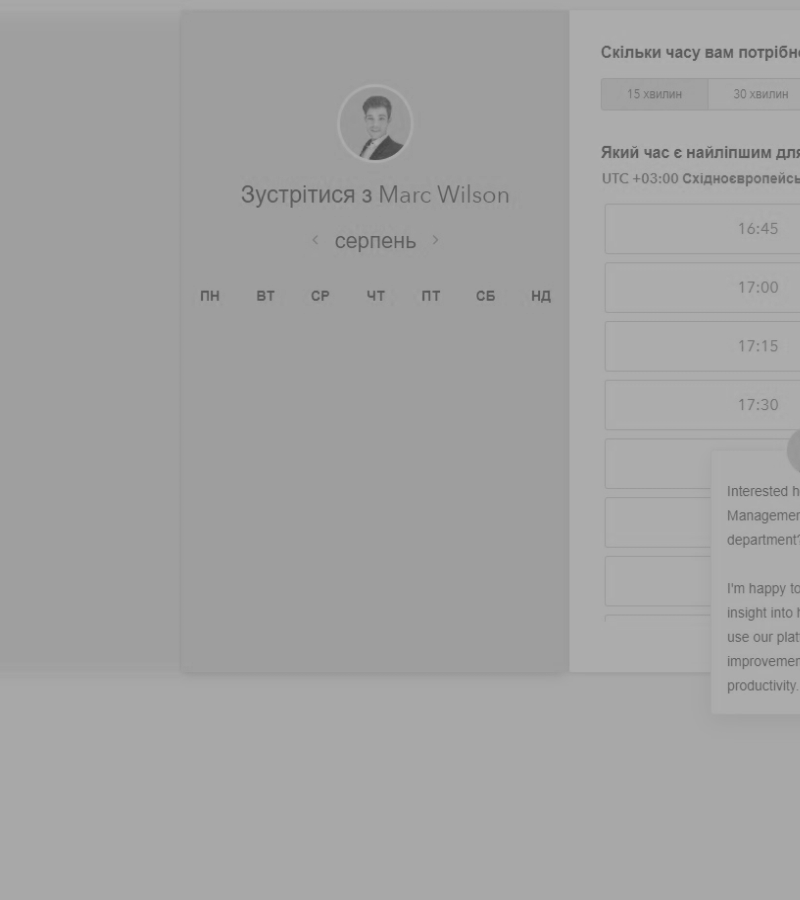 Зустрітися з Marc Wilson
серпень
ПН ВТ СР ЧТ ПТ СБ НД
Скільки часу вам потрібно
15 хвилин 30 хвилин
Який час є найліпшим для
UTC +03:00 Східноєвропейсь
16:45
17:00
17:15
17:30
Interested h
Managemen
department?
I'm happy to
insight into h
use our plat
improvemen
productivity.